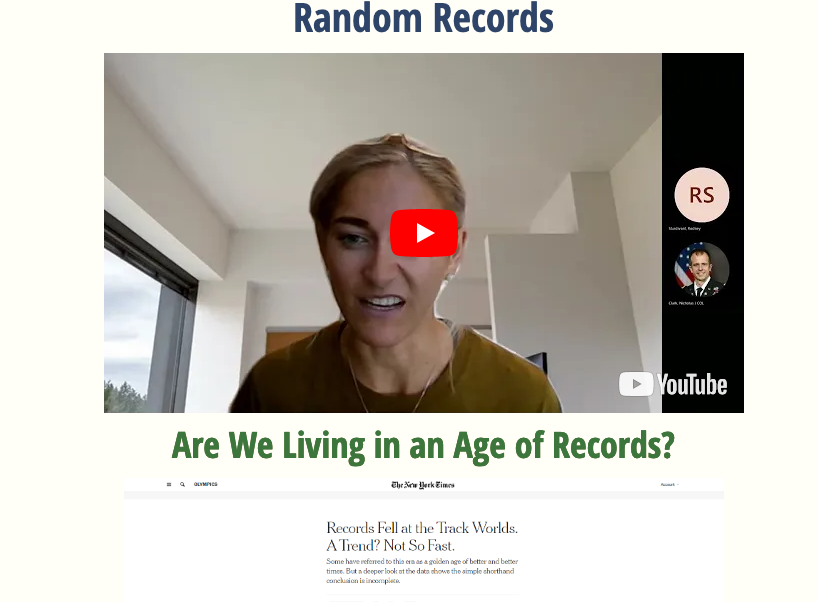 Random Records
RS
Sturdivant, Rodney
Clark, Nicholas J COL
YouTube
Are We Living in an Age of Records?
OLYMPICS
The New York Times
Account
Records Fell at the Track Worlds.
A Trend? Not So Fast.
Some have referred to this era as a golden age of better and better
times. But a deeper look at the data shows the simple shorthand
conclusion is incomplete.